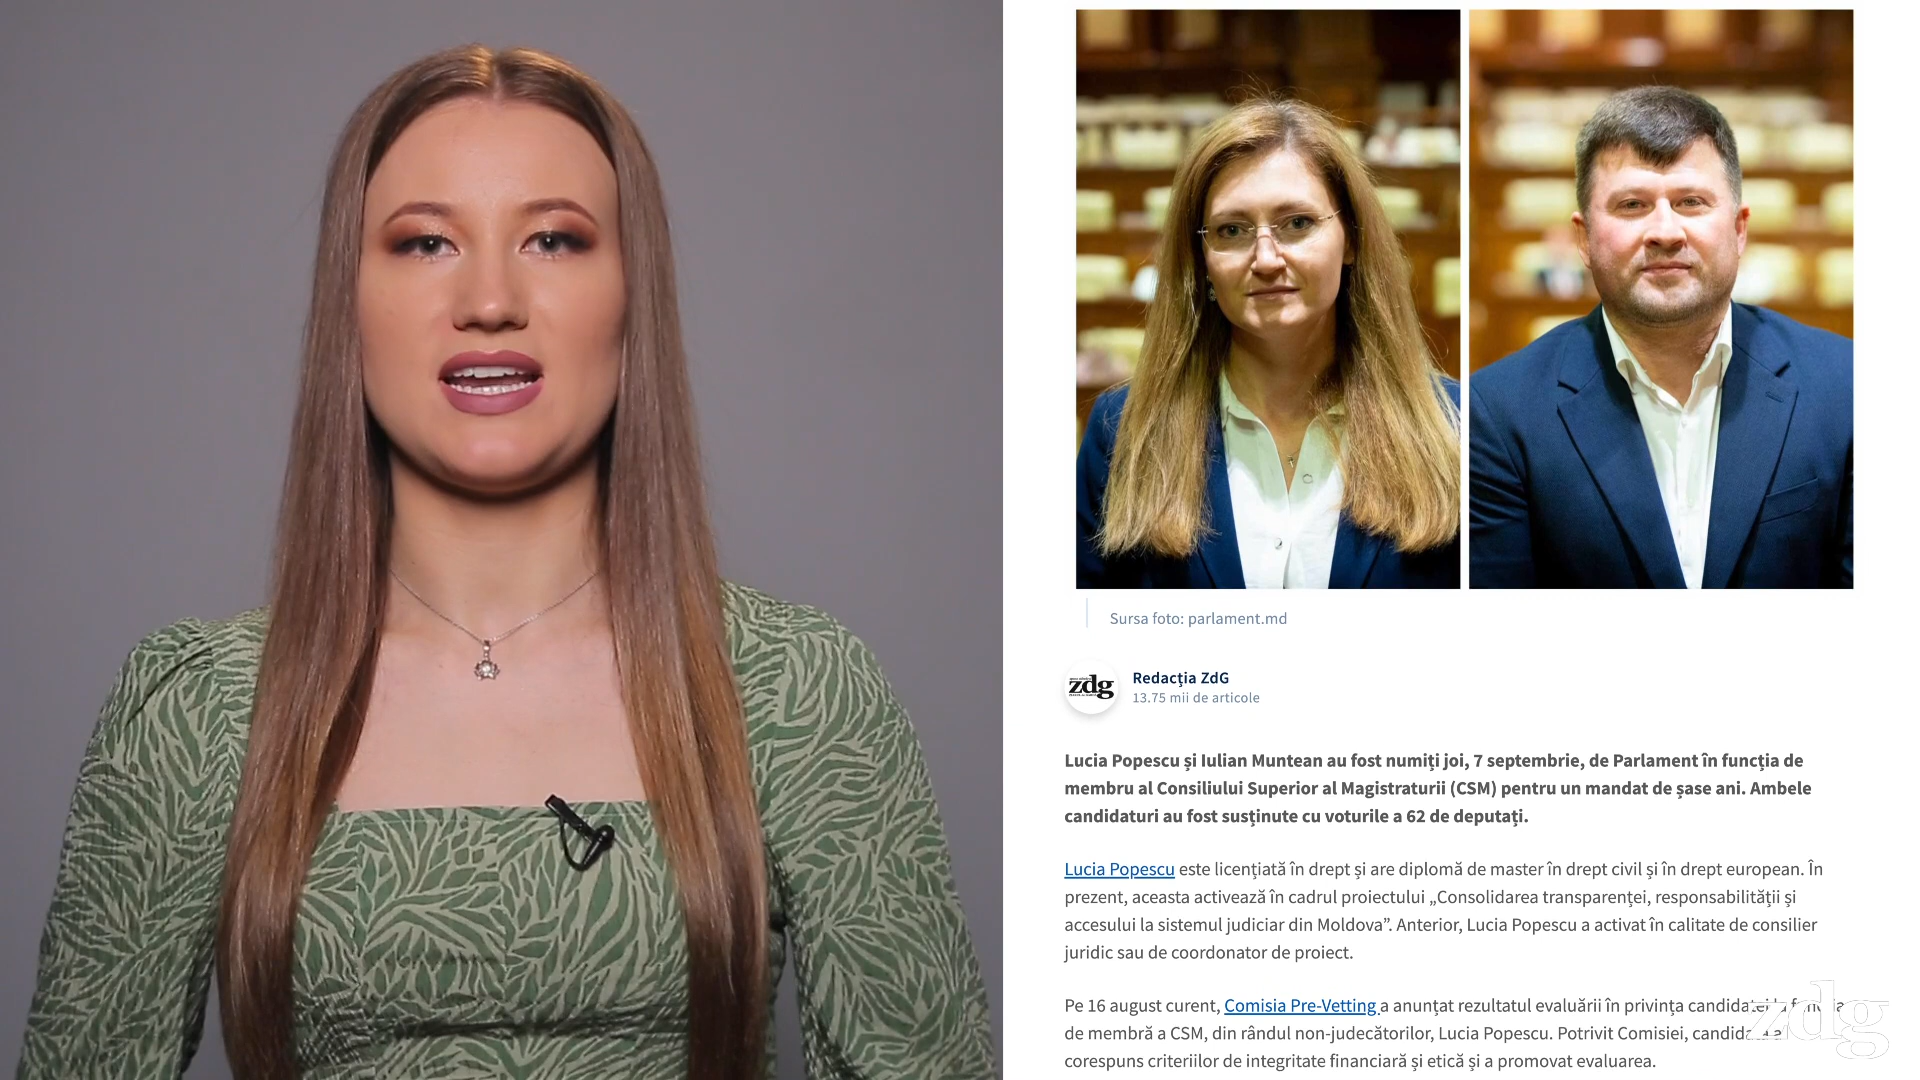 Sursa foto: parlament.md
zdg
Redacția ZdG
13.75 mii de articole
Lucia Popescu și Iulian Muntean au fost numiți joi, 7 septembrie, de Parlament în funcția de
membru al Consiliului Superior al Magistraturii (CSM) pentru un mandat de șase ani. Ambele
candidaturi au fost susținute cu voturile a 62 de deputați.
Lucia Popescu este licențiată în drept și are diplomă de master în drept civil și în drept european. În
prezent, aceasta activează în cadrul proiectului „Consolidarea transparenței, responsabilității și
accesului la sistemul judiciar din Moldova”. Anterior, Lucia Popescu a activat în calitate de consilier
juridic sau de coordonator de proiect.
Pe 16 august curent, Comisia Pre-Vetting a anunțat rezultatul evaluării în privința candidatei la funcția
de membră a CSM, din rândul non-judecătorilor, Lucia Popescu. Potrivit Comisiei, candidata a
corespuns criteriilor de integritate financiară și etică și a promovat evaluarea.
zdg